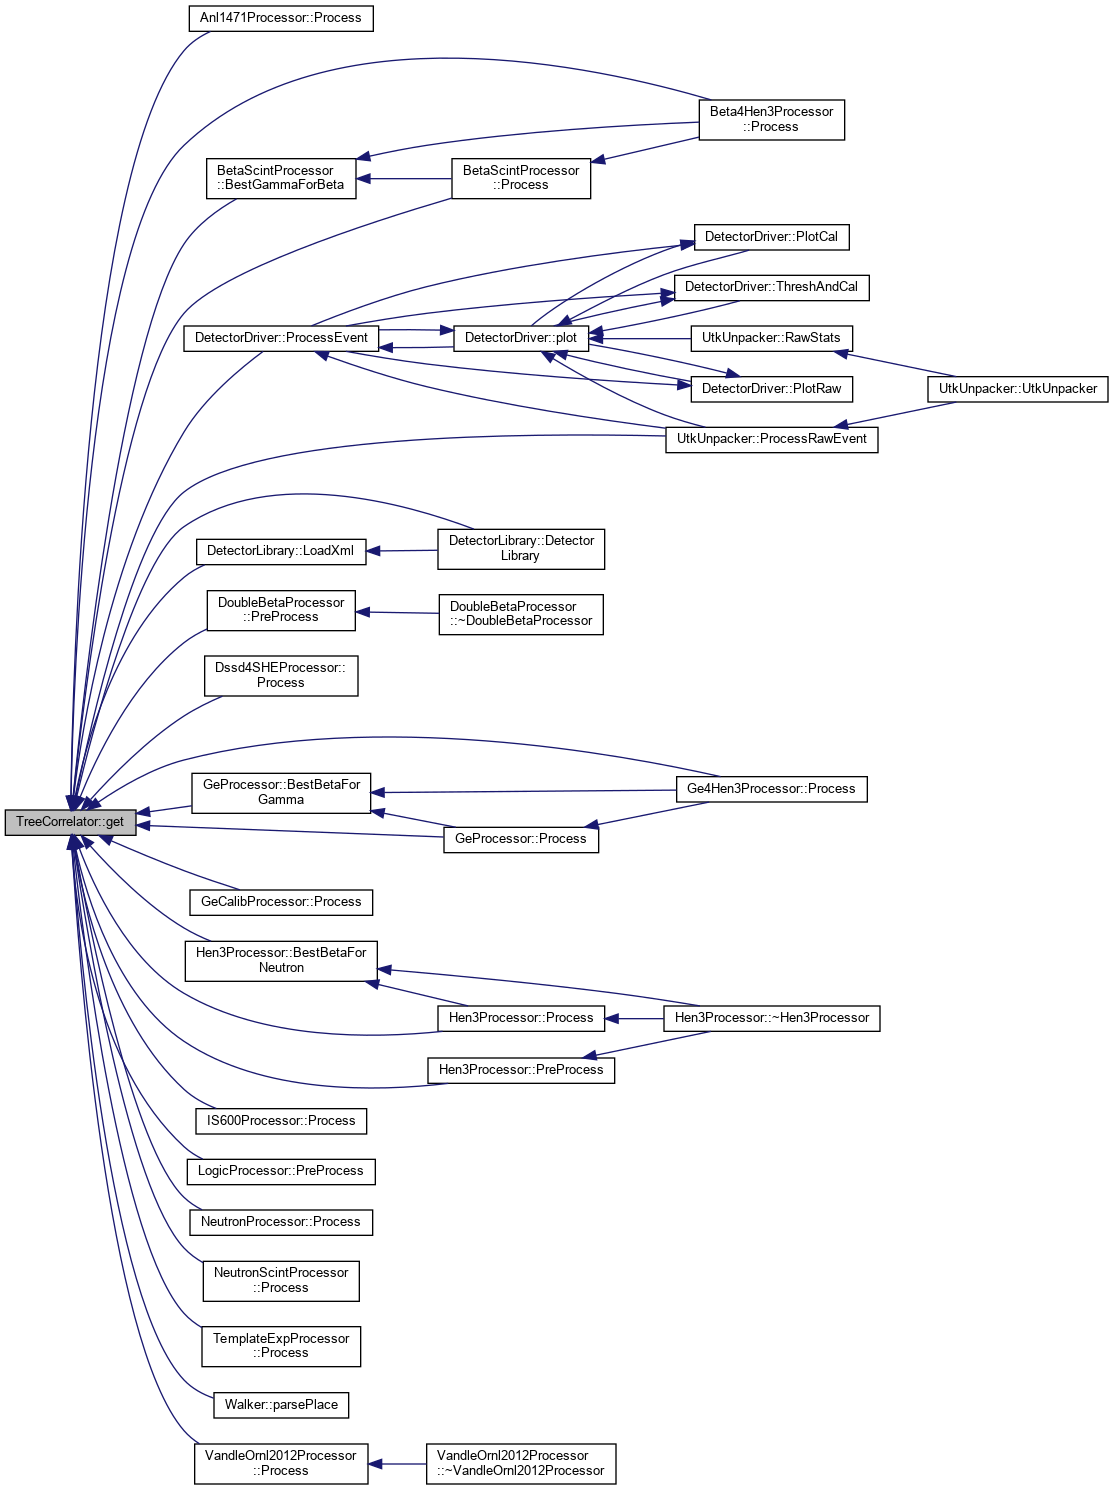 Anl1471Processor::Process
Beta4Hen3Processor
::Process
BetaScintProcessor
::BestGammaForBeta
BetaScintProcessor
::Process
DetectorDriver::PlotCal
DetectorDriver::ThreshAndCal
DetectorDriver::ProcessEvent
DetectorDriver::plot
UtkUnpacker::RawStats
DetectorDriver::PlotRaw
UtkUnpacker::UtkUnpacker
UtkUnpacker::ProcessRawEvent
DetectorLibrary::LoadXml
DetectorLibrary::Detector
Library
DoubleBetaProcessor
::PreProcess
DoubleBetaProcessor
::~DoubleBetaProcessor
Dssd4SHEProcessor::
Process
GeProcessor::BestBetaFor
Gamma
Ge4Hen3Processor::Process
TreeCorrelator::get
GeProcessor::Process
GeCalibProcessor::Process
Hen3Processor::BestBetaFor
Neutron
Hen3Processor::Process
Hen3Processor::~Hen3Processor
Hen3Processor::PreProcess
IS600Processor::Process
LogicProcessor::PreProcess
NeutronProcessor::Process
NeutronScintProcessor
::Process
TemplateExpProcessor
::Process
Walker::parsePlace
VandleOrnl2012Processor
::Process
VandleOrnl2012Processor
::~VandleOrnl2012Processor